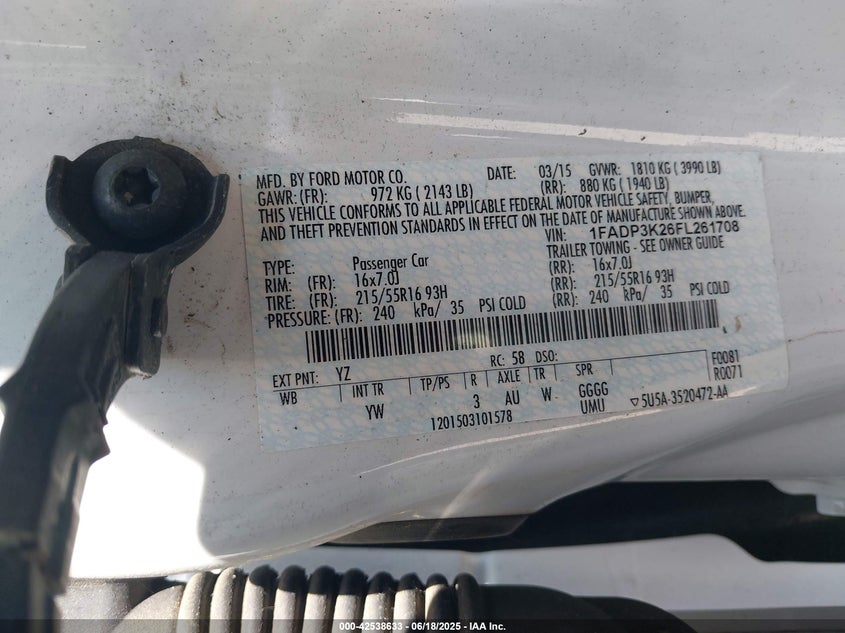 MFD. BY FORD MOTOR CO. DATE: 03/15 GVWR: 1810 KG ( 3990 LB)
GAWR: (FR): 972 KG ( 2143 LB) (RR): 880 KG ( 1940 LB)
THIS VEHICLE CONFORMS TO ALL APPLICABLE FEDERAL MOTOR VEHICLE SAFETY, BUMPER,
AND THEFT PREVENTION STANDARDS IN EFFECT ON THE DATE OF MANUFACTURE SHOWN ABOVE.
VIN: 1FADP3K26FL261708
TYPE: Passenger Car TRAILER TOWING - SEE OWNER GUIDE
RIM: (FR): 16x7.0J (RR): 16x7.0J
TIRE: (FR): 215/55R16 93H (RR): 215/55R16 93H
PRESSURE: (FR): 240 kPa/ 35 PSI COLD (RR): 240 kPa/ 35 PSI COLD
EXT PNT: YZ RC: 58 DSO: F0081
WB INT TR TP/PS R AXLE TR SPR R0071
YW 3 AU W GGGG
1201503101578 UMU ▽5U5A-3520472-AA
000-42538633 - 06/18/2025 - IAA Inc.